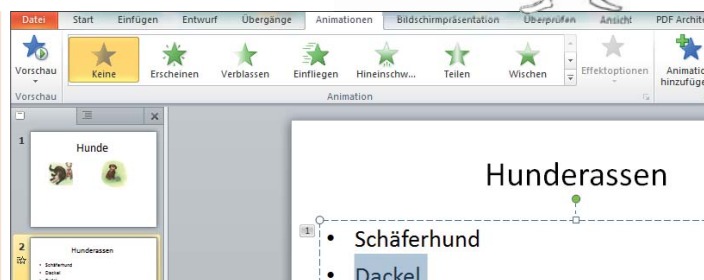 Datei Start Einfügen Entwurf Übergänge Animationen Bildschirmpräsentation Überprüfen Ansicht PDF Archite
Vorschau Keine Erscheinen Verblassen Einfliegen Hineinschw... Teilen Wischen Effektoptionen Animatio
hinzufüge
Vorschau Animation
1 Hunde
Hunderassen
1
• Schäferhund
• Dackel
2 Hunderassen
• Schäferhund
• Dackel